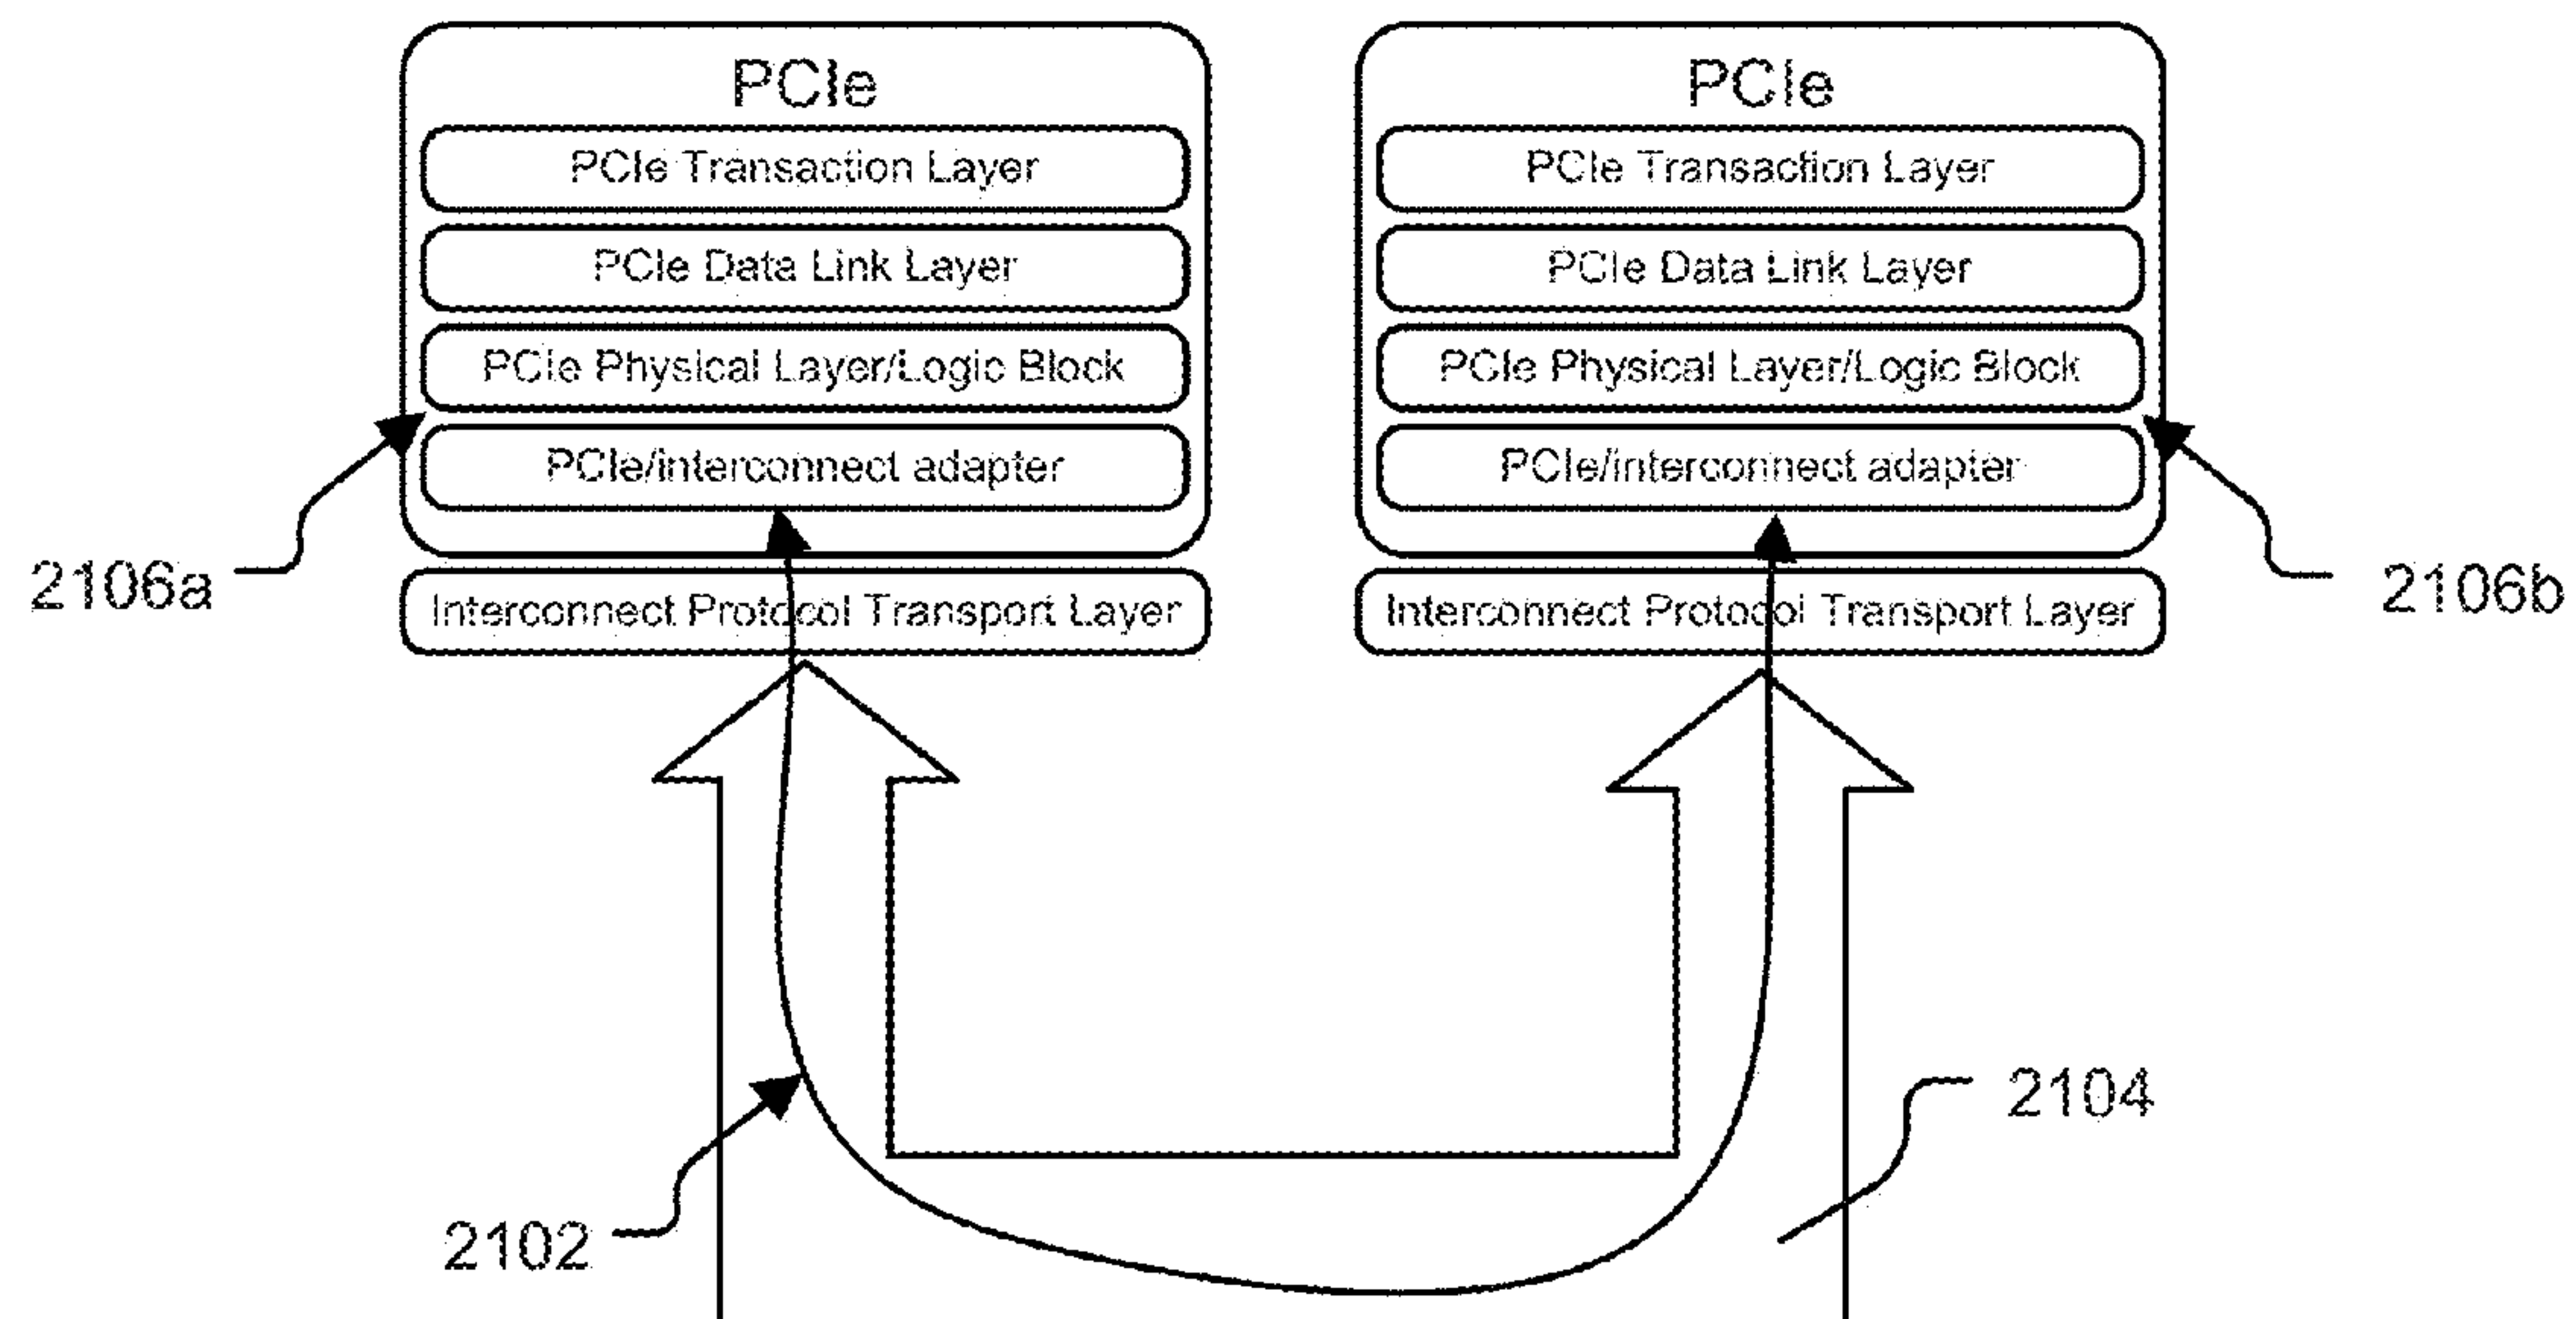 PCIe
PCIe Transaction Layer
PCIe Data Link Layer
PCIe Physical Layer/Logic Block
PCIe/interconnect adapter
Interconnect Protocol Transport Layer
PCIe
PCIe Transaction Layer
PCIe Data Link Layer
PCIe Physical Layer/Logic Block
PCIe/interconnect adapter
Interconnect Protocol Transport Layer
2106a
2106b
2102
2104